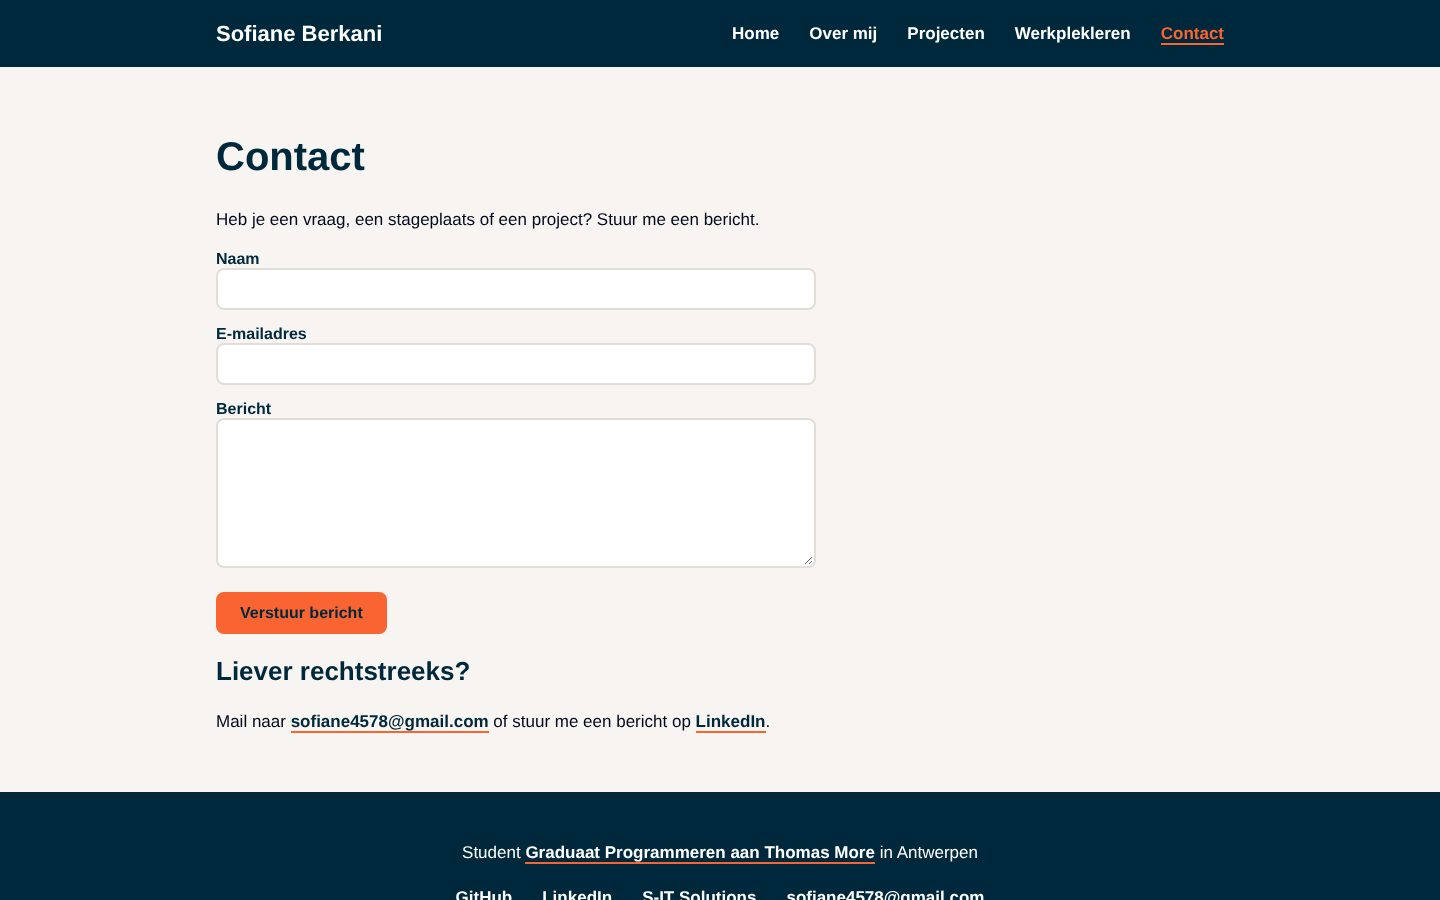 Sofiane Berkani
Home Over mij Projecten Werkplekleren Contact
Contact
Heb je een vraag, een stageplaats of een project? Stuur me een bericht.
Naam
E-mailadres
Bericht
Verstuur bericht
Liever rechtstreeks?
Mail naar sofiane4578@gmail.com of stuur me een bericht op LinkedIn.
Student Graduaat Programmeren aan Thomas More in Antwerpen
GitHub LinkedIn S-IT Solutions sofiane4578@gmail.com